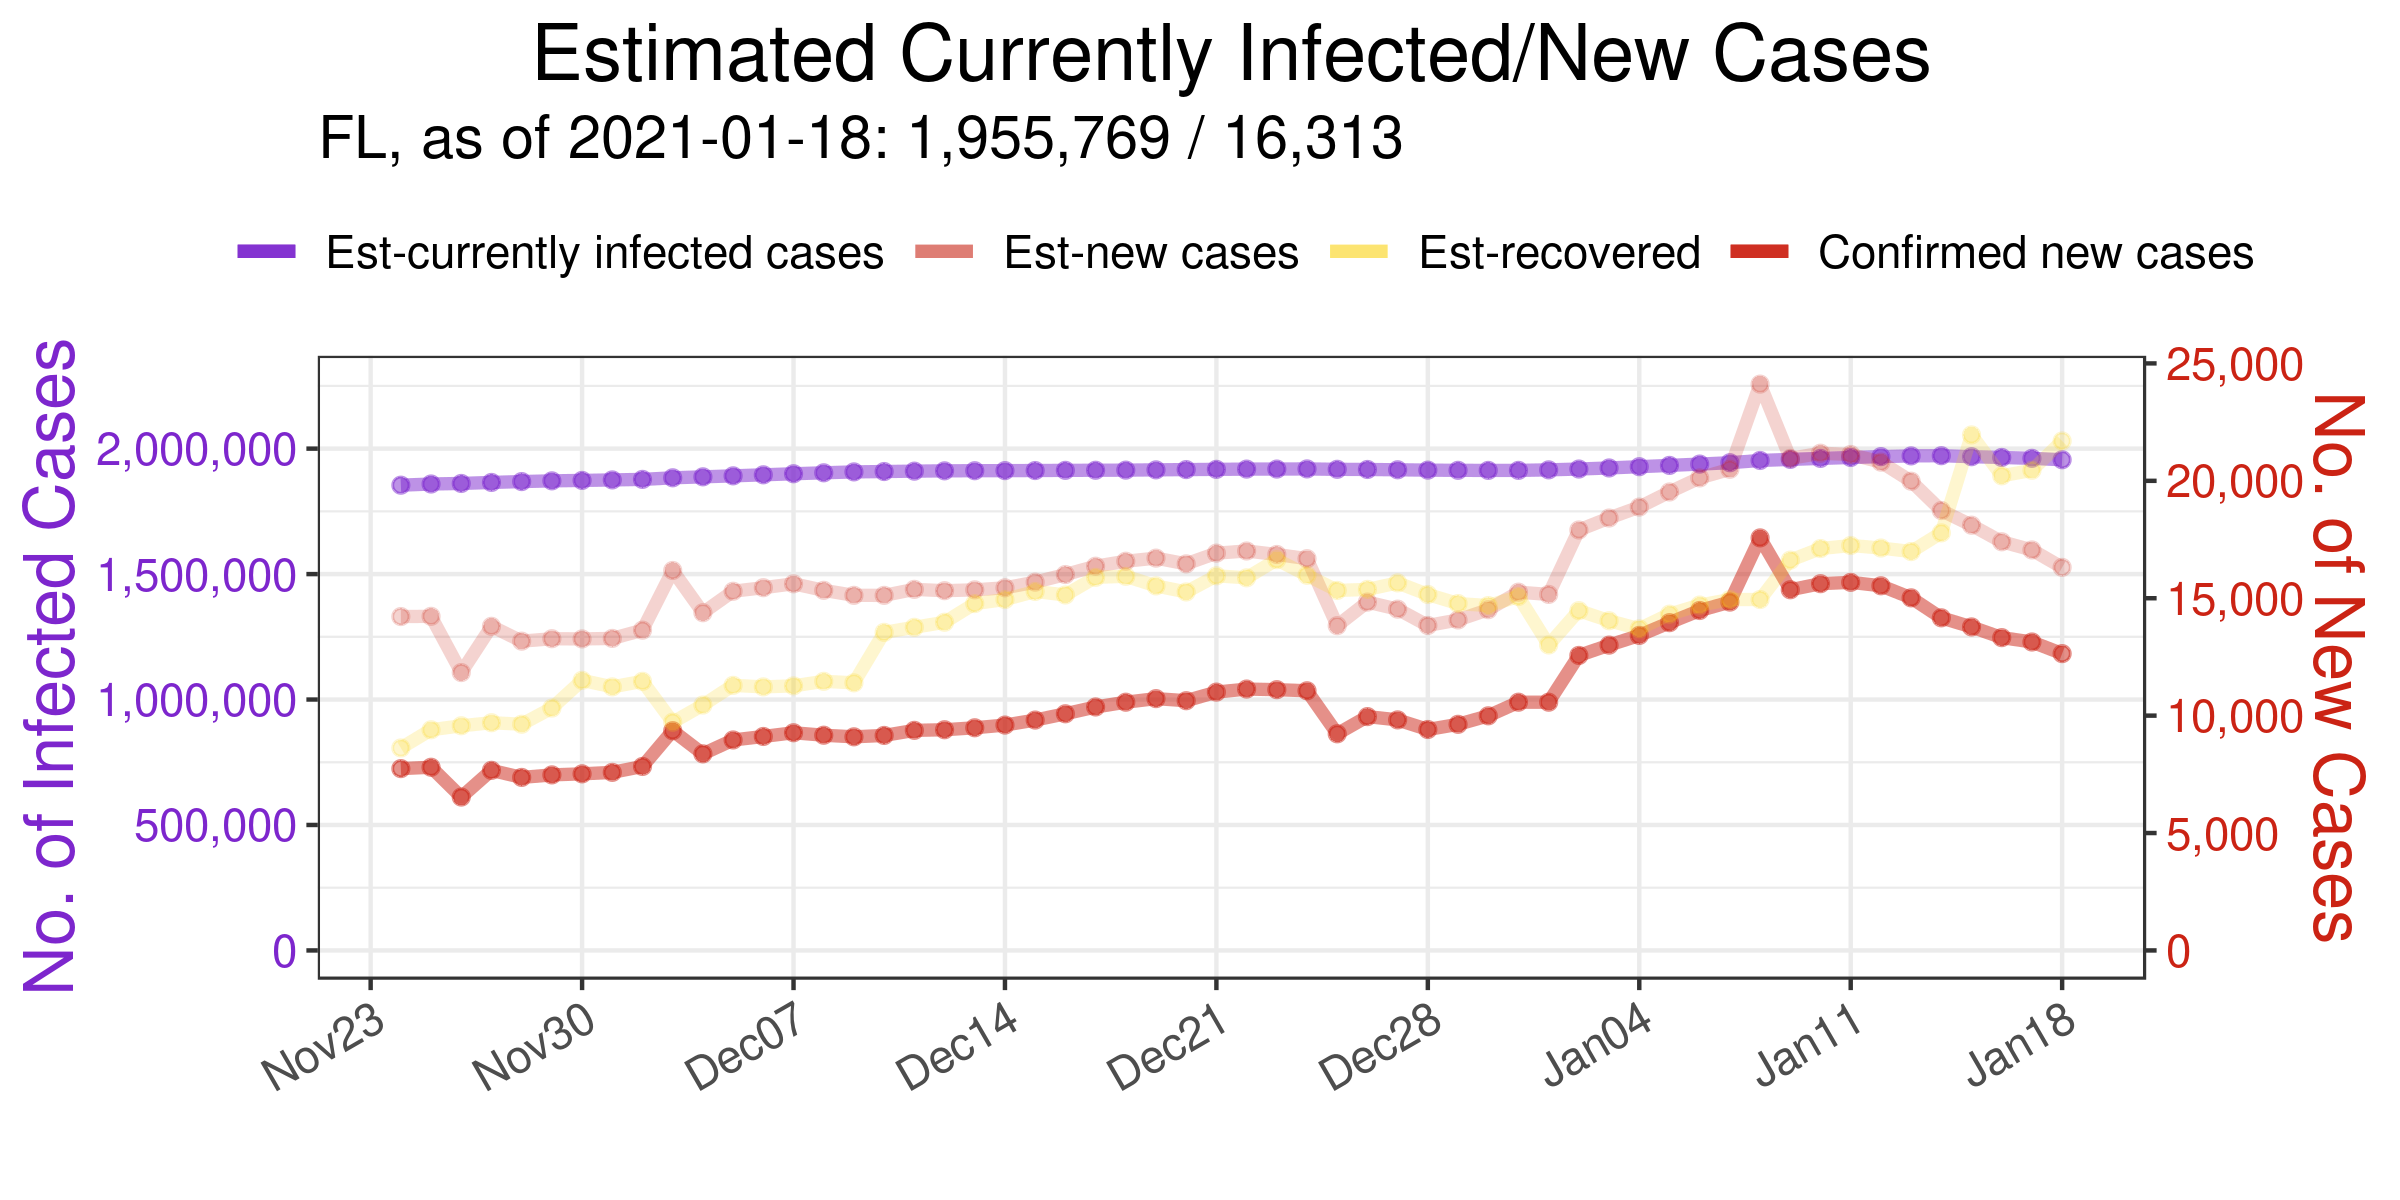 Estimated Currently Infected/New Cases
FL, as of 2021-01-18: 1,955,769 / 16,313
Est-currently infected cases Est-new cases Est-recovered Confirmed new cases
No. of Infected Cases
2,000,000
1,500,000
1,000,000
500,000
0
25,000
20,000
15,000
10,000
5,000
0
No. of New Cases
Nov23 Nov30 Dec07 Dec14 Dec21 Dec28 Jan04 Jan11 Jan18